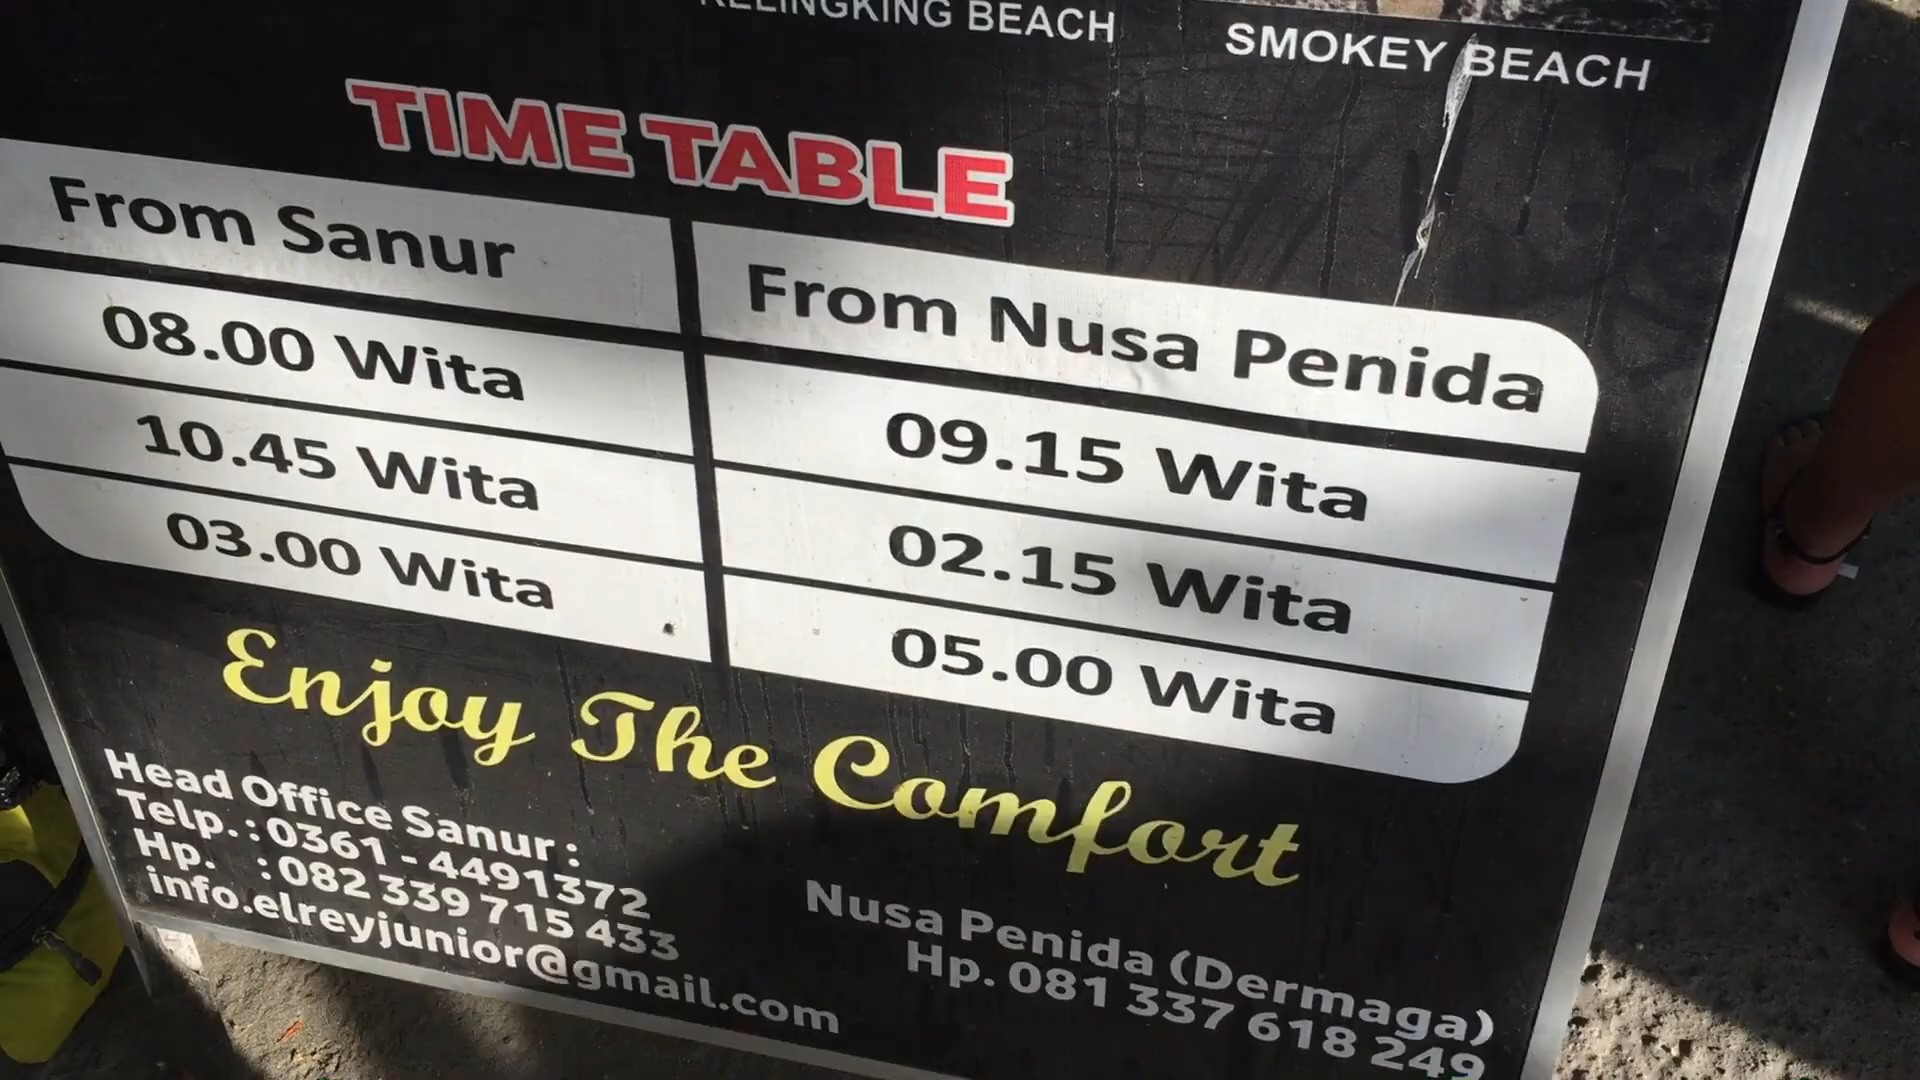 KELINGKING BEACH
SMOKEY BEACH
TIME TABLE
From Sanur
From Nusa Penida
08.00 Wita
09.15 Wita
10.45 Wita
02.15 Wita
03.00 Wita
05.00 Wita
Enjoy The Comfort
Head Office Sanur :
Telp. : 0361 - 4491372
Hp. : 082 339 715 433
info.elreyjunior@gmail.com
Nusa Penida (Dermaga)
Hp. 081 337 618 249